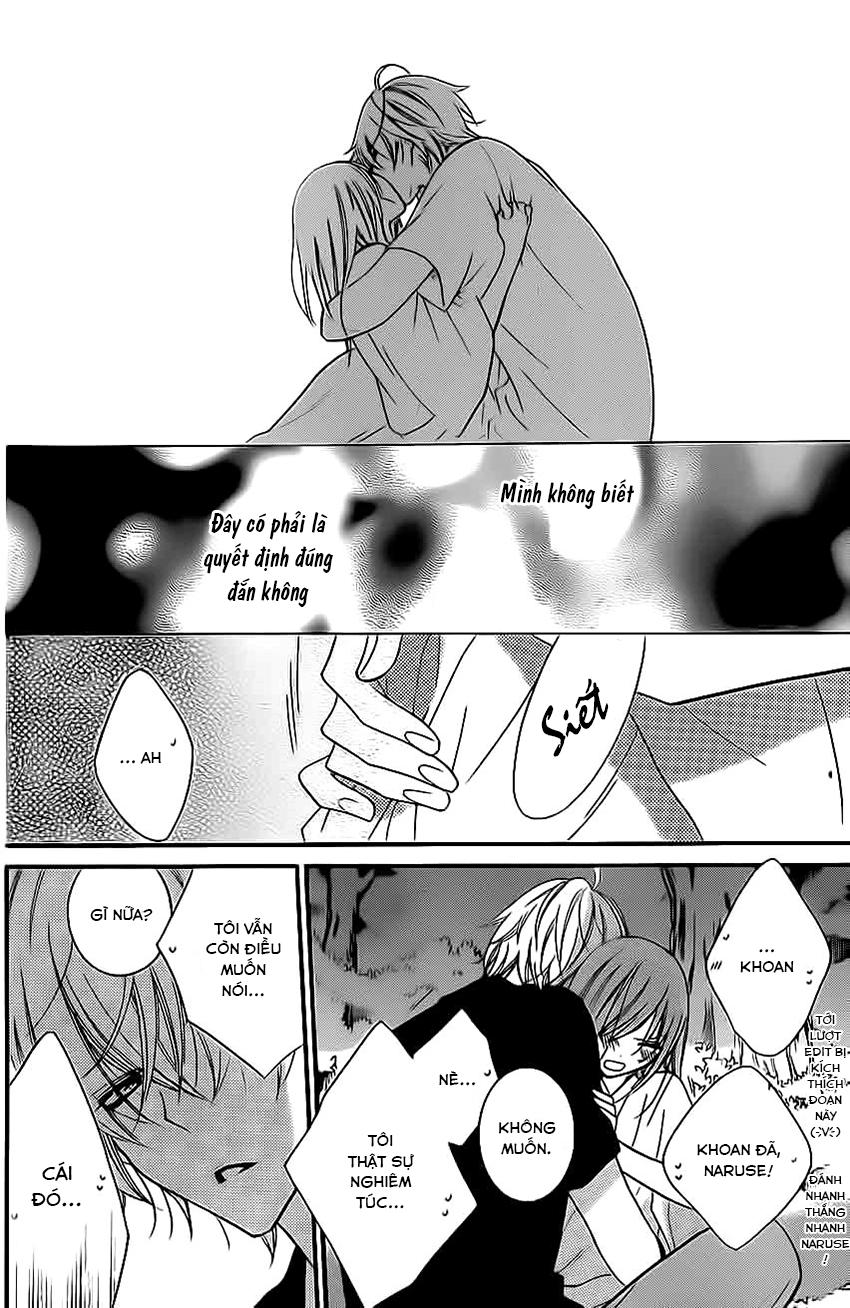 Mình không biết
Đây có phải là
quyết định đúng
đắn không
Siết
... AH
...
KHOAN
KHOAN ĐÃ,
NARUSE!
KHÔNG
MUỐN.
NÈ...
TÔI
THẬT SỰ
NGHIÊM
TÚC...
TÔI VẪN
CÒN ĐIỀU
MUỐN
NÓI...
GÌ NỮA?
CÁI
ĐÓ...
TỚI
LƯỢT
EDIT BỊ
KÍCH
THÍCH
ĐOẠN
NÀY
(:V:)
ĐÁNH
NHANH
THẮNG
NHANH
NARUSE
!